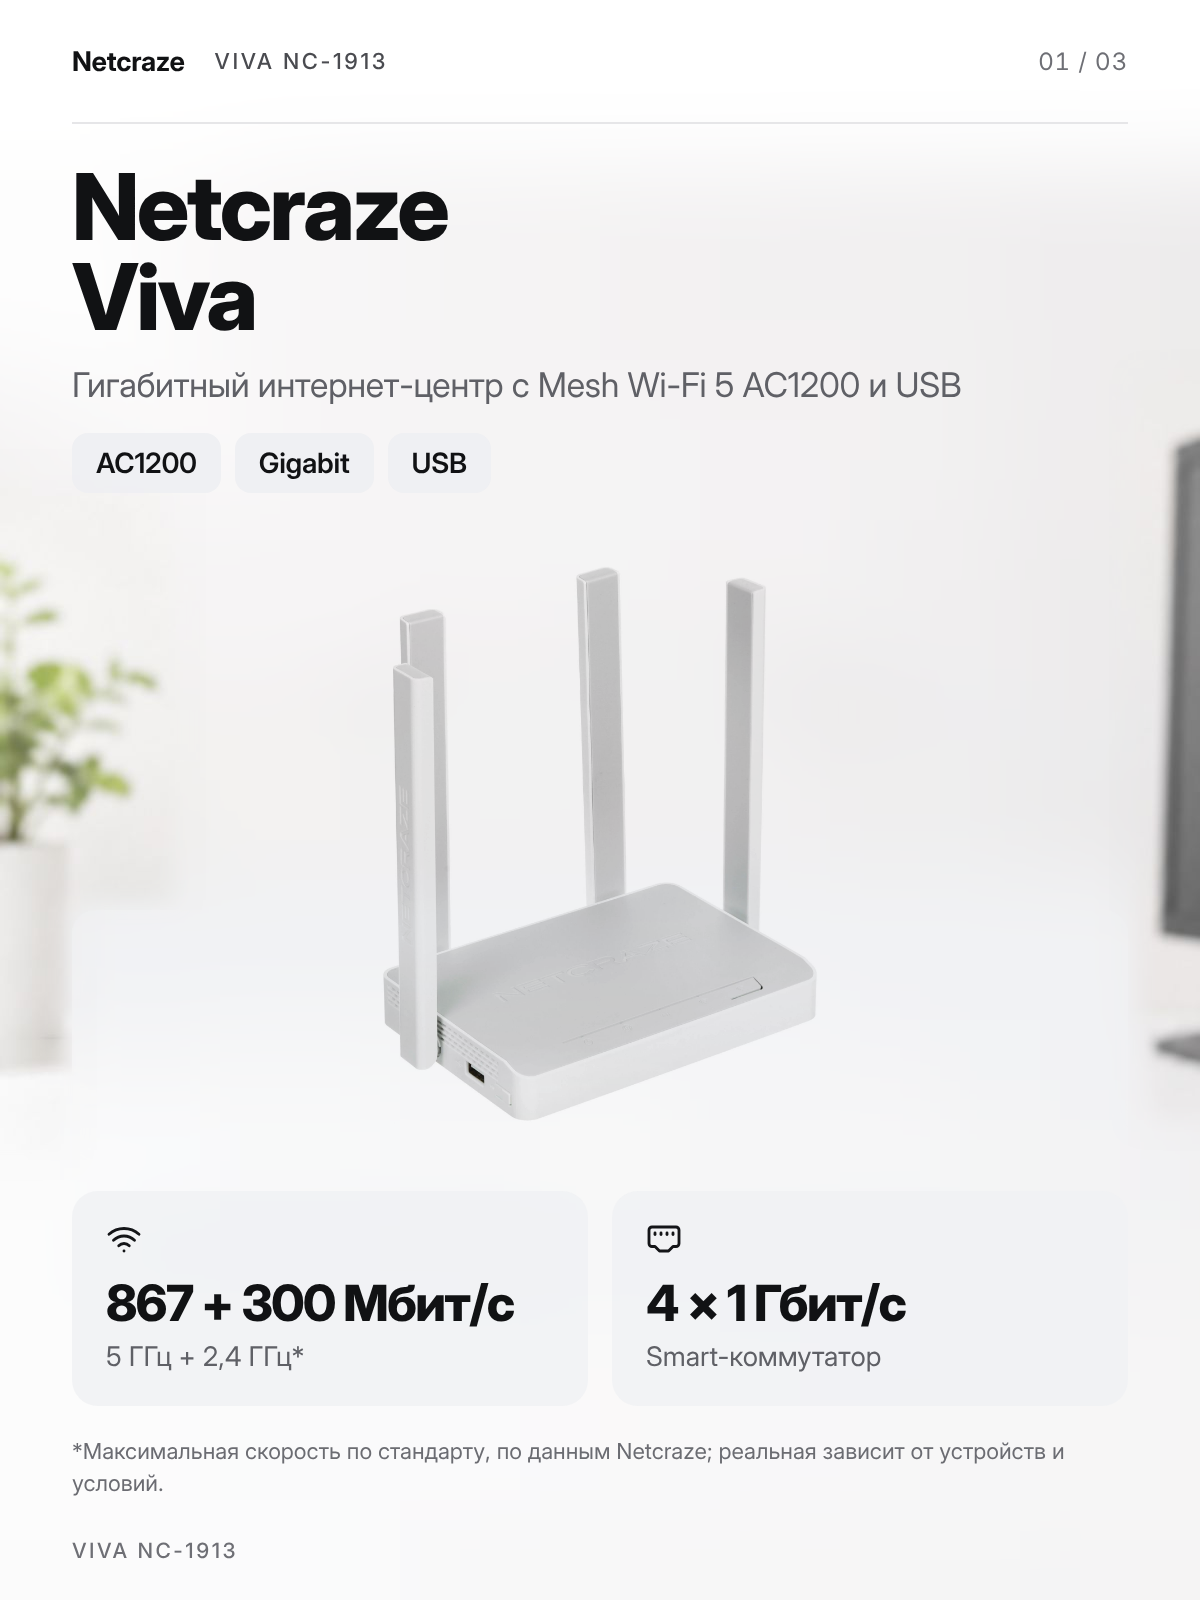 Netcraze VIVA NC-1913 01 / 03
Netcraze
Viva
Гигабитный интернет-центр с Mesh Wi-Fi 5 AC1200 и USB
AC1200 Gigabit USB
NETCRAZE
NETCRAZE
867 + 300 Мбит/с
5 ГГц + 2,4 ГГц*
4 × 1 Гбит/с
Smart-коммутатор
*Максимальная скорость по стандарту, по данным Netcraze; реальная зависит от устройств и
условий.
VIVA NC-1913